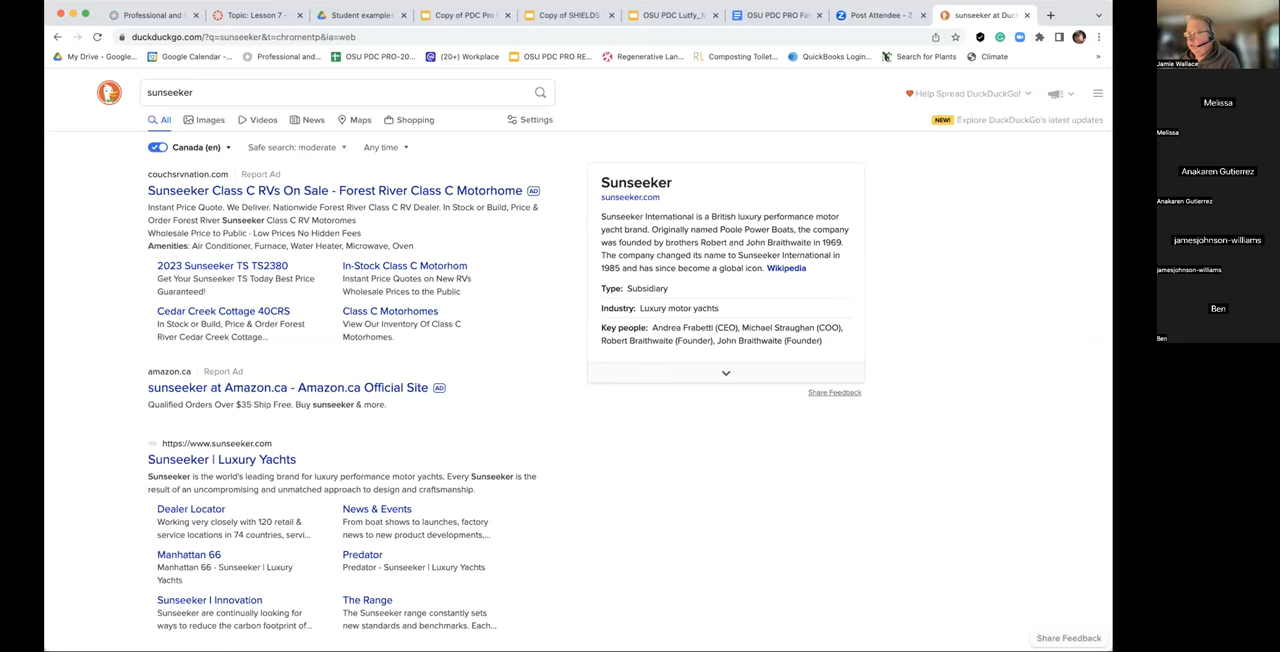 Professional and
Topic: Lesson 7 -
Student example
Copy of PDC Pro f
Copy of SHIELDS
OSU PDC Lutfy_M
OSU PDC PRO Fal
Post Attendee - Z
sunseeker at Duc
duckduckgo.com/?q=sunseeker&t=chromentp&ia=web
My Drive - Google...
Google Calendar -...
Professional and...
OSU PDC PRO-20...
(20+) Workplace
OSU PDC PRO RE...
Regenerative Lan...
Composting Toilet...
QuickBooks Login...
Search for Plants
Climate
»
sunseeker
Help Spread DuckDuckGo!
All Images Videos News Maps Shopping Settings
NEW! Explore DuckDuckGo's latest updates
Canada (en) Safe search: moderate Any time
couchsrvnation.com Report Ad
Sunseeker Class C RVs On Sale - Forest River Class C Motorhome AD
Instant Price Quote. We Deliver. Nationwide Forest River Class C RV Dealer. In Stock or Build, Price &
Order Forest River Sunseeker Class C RV Motoromes
Wholesale Price to Public · Low Prices No Hidden Fees
Amenities: Air Conditioner, Furnace, Water Heater, Microwave, Oven
2023 Sunseeker TS TS2380
Get Your Sunseeker TS Today Best Price
Guaranteed!
In-Stock Class C Motorhom
Instant Price Quotes on New RVs
Wholesale Prices to the Public
Cedar Creek Cottage 40CRS
In Stock or Build, Price & Order Forest
River Cedar Creek Cottage...
Class C Motorhomes
View Our Inventory Of Class C
Motorhomes.
amazon.ca Report Ad
sunseeker at Amazon.ca - Amazon.ca Official Site AD
Qualified Orders Over $35 Ship Free. Buy sunseeker & more.
https://www.sunseeker.com
Sunseeker | Luxury Yachts
Sunseeker is the world's leading brand for luxury performance motor yachts. Every Sunseeker is the
result of an uncompromising and unmatched approach to design and craftsmanship.
Dealer Locator
Working very closely with 120 retail &
service locations in 74 countries, servi...
News & Events
From boat shows to launches, factory
news to new product developments,...
Manhattan 66
Manhattan 66 - Sunseeker | Luxury
Yachts
Predator
Predator - Sunseeker | Luxury Yachts
Sunseeker I Innovation
Sunseeker are continually looking for
ways to reduce the carbon footprint of...
The Range
The Sunseeker range constantly sets
new standards and benchmarks. Each...
Sunseeker
sunseeker.com
Sunseeker International is a British luxury performance motor
yacht brand. Originally named Poole Power Boats, the company
was founded by brothers Robert and John Braithwaite in 1969.
The company changed its name to Sunseeker International in
1985 and has since become a global icon. Wikipedia
Type: Subsidiary
Industry: Luxury motor yachts
Key people: Andrea Frabetti (CEO), Michael Straughan (COO),
Robert Braithwaite (Founder), John Braithwaite (Founder)
Share Feedback
Share Feedback
Jamie Wallace
Melissa
Melissa
Anakaren Gutierrez
Anakaren Gutierrez
jamesjohnson-williams
jamesjohnson-williams
Ben
Ben